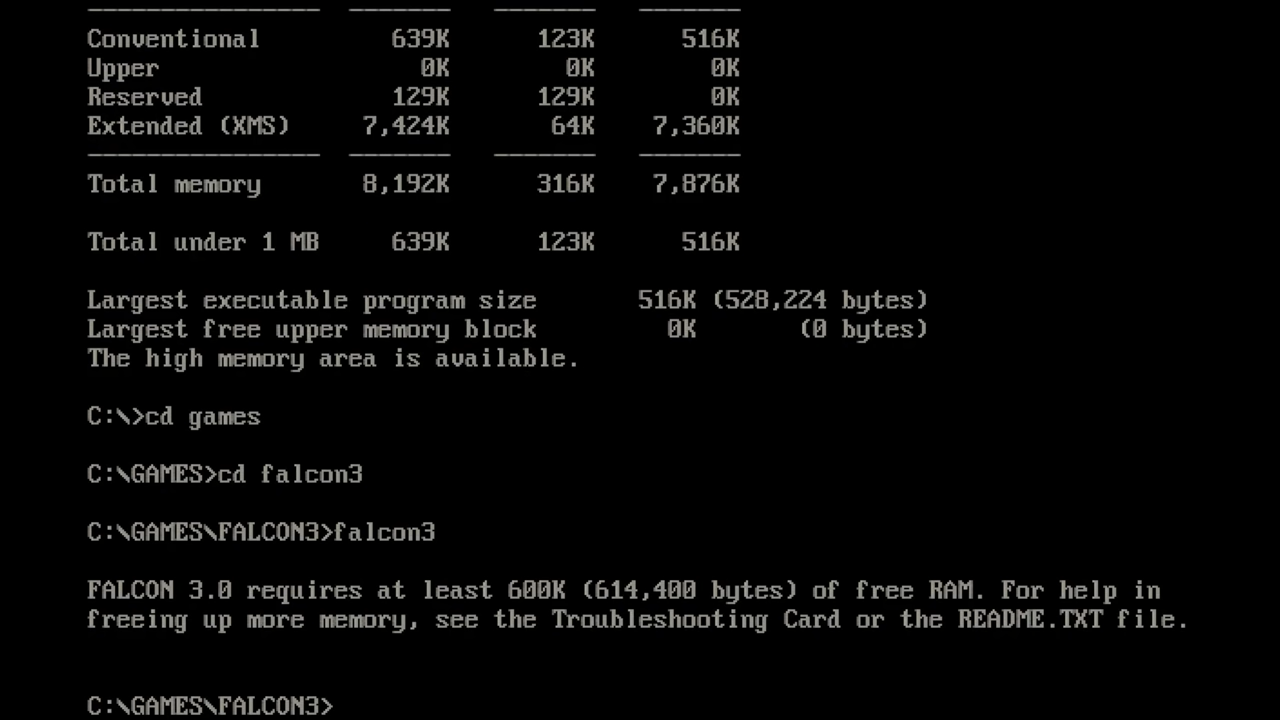 Conventional 639K 123K 516K
Upper 0K 0K 0K
Reserved 129K 129K 0K
Extended (XMS) 7,424K 64K 7,360K
Total memory 8,192K 316K 7,876K
Total under 1 MB 639K 123K 516K
Largest executable program size 516K (528,224 bytes)
Largest free upper memory block 0K (0 bytes)
The high memory area is available.
C:\>cd games
C:\GAMES>cd falcon3
C:\GAMES\FALCON3>falcon3
FALCON 3.0 requires at least 600K (614,400 bytes) of free RAM. For help in
freeing up more memory, see the Troubleshooting Card or the README.TXT file.
C:\GAMES\FALCON3>